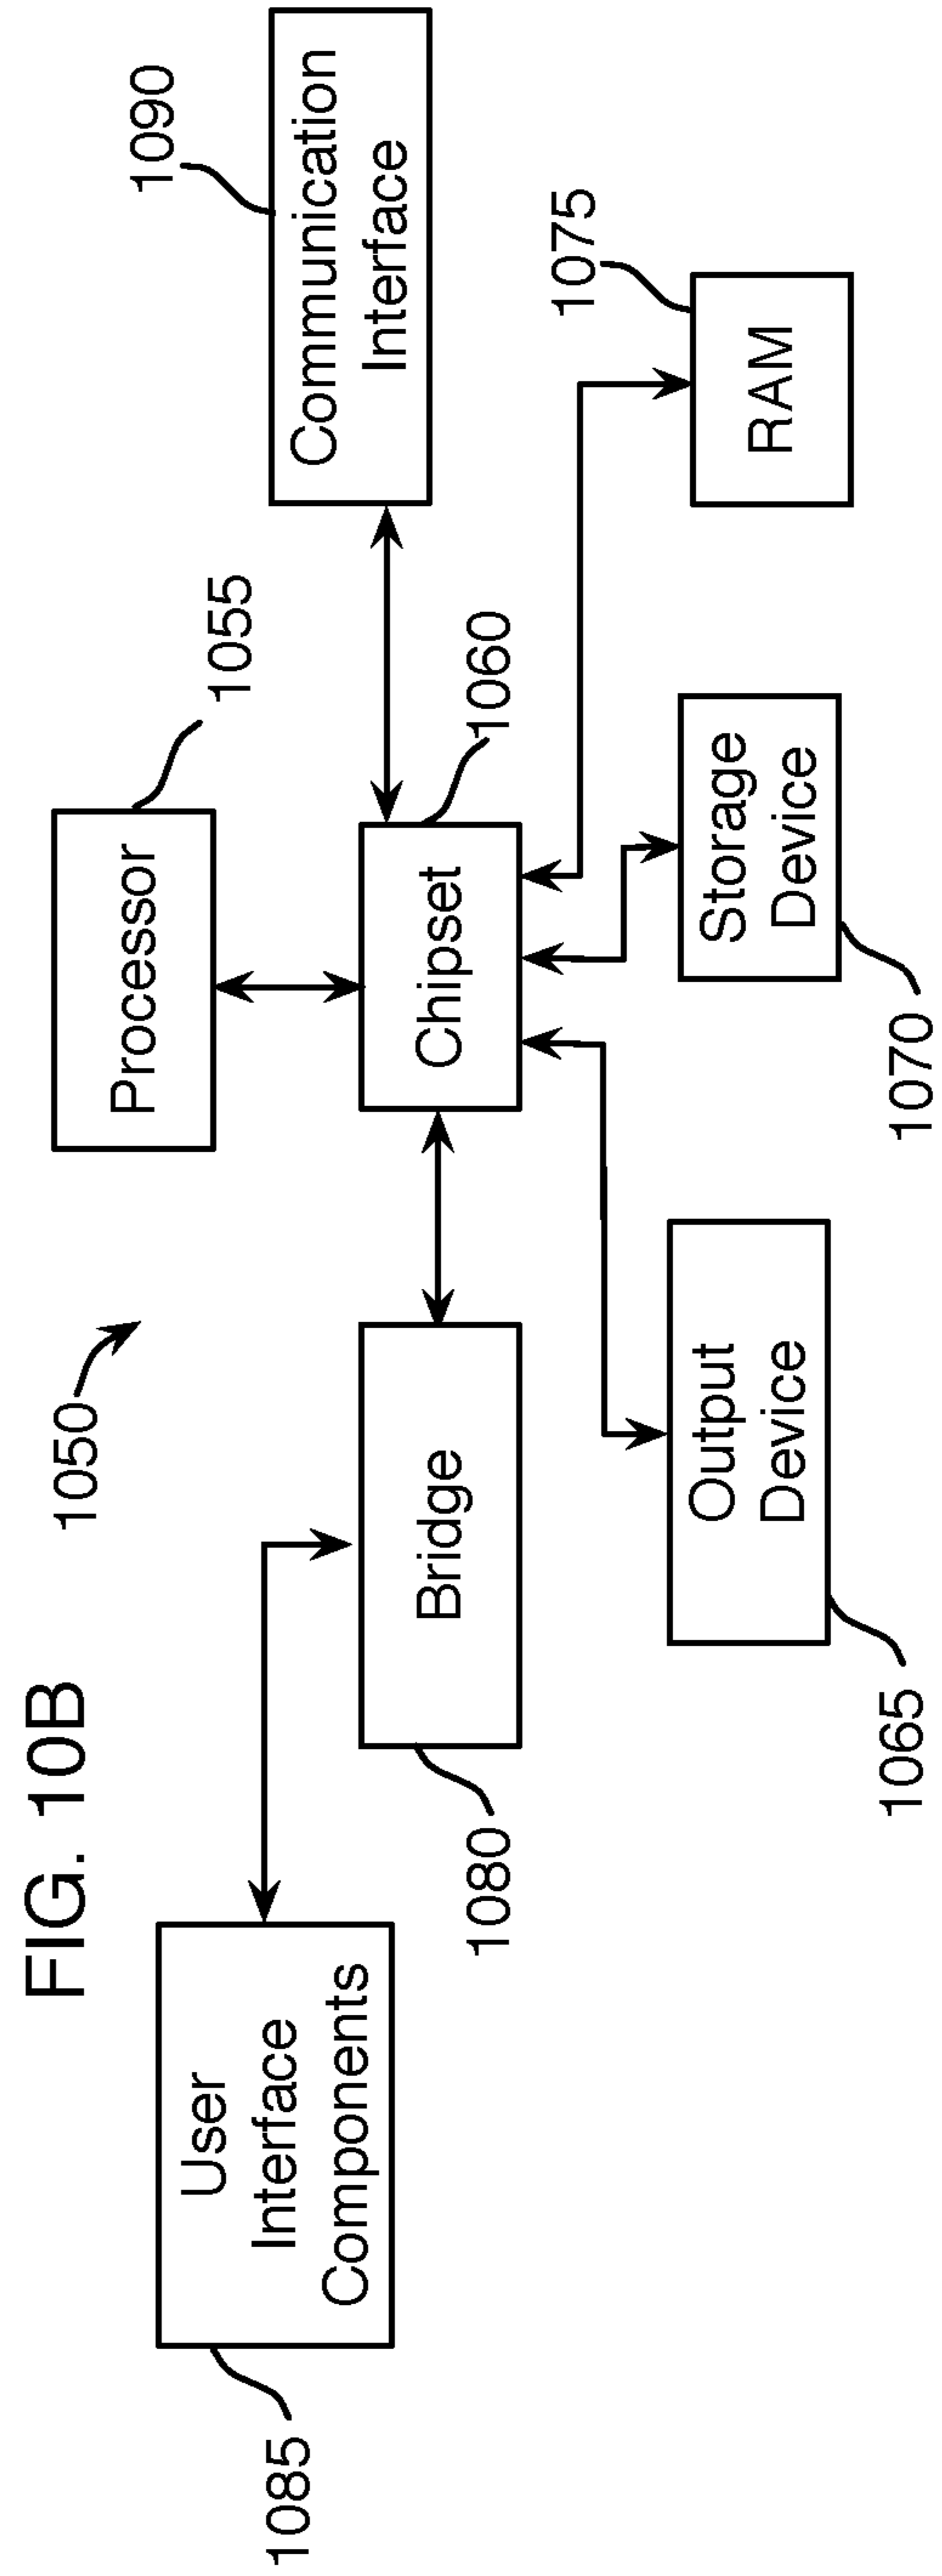 FIG. 10B
1050
Processor
1055
1090
Communication
Interface
User
Interface
Components
1085
Bridge
1080
Chipset
1060
1075
RAM
Output
Device
1065
Storage
Device
1070